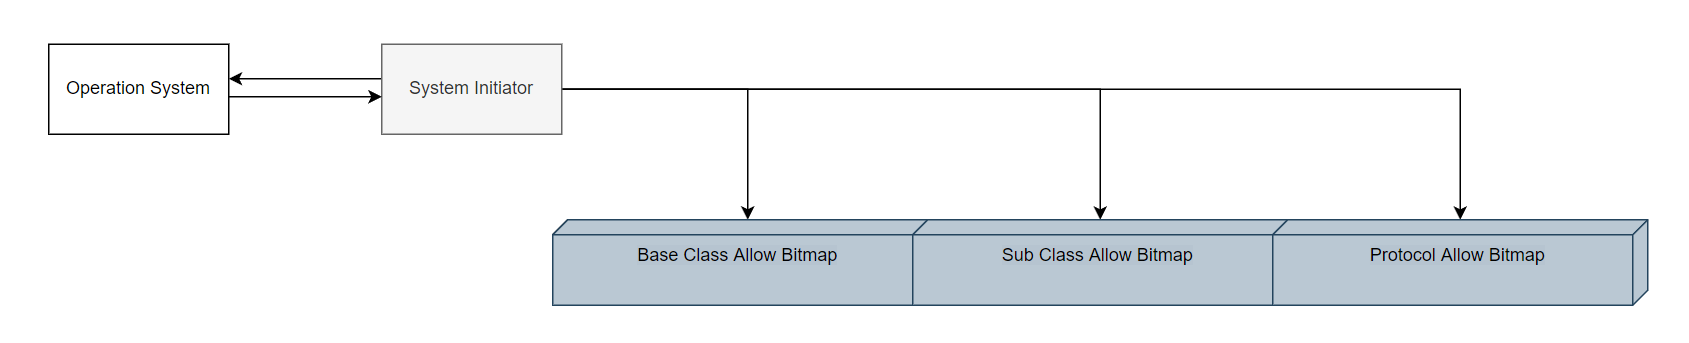 Operation System
System Initiator
Base Class Allow Bitmap
Sub Class Allow Bitmap
Protocol Allow Bitmap